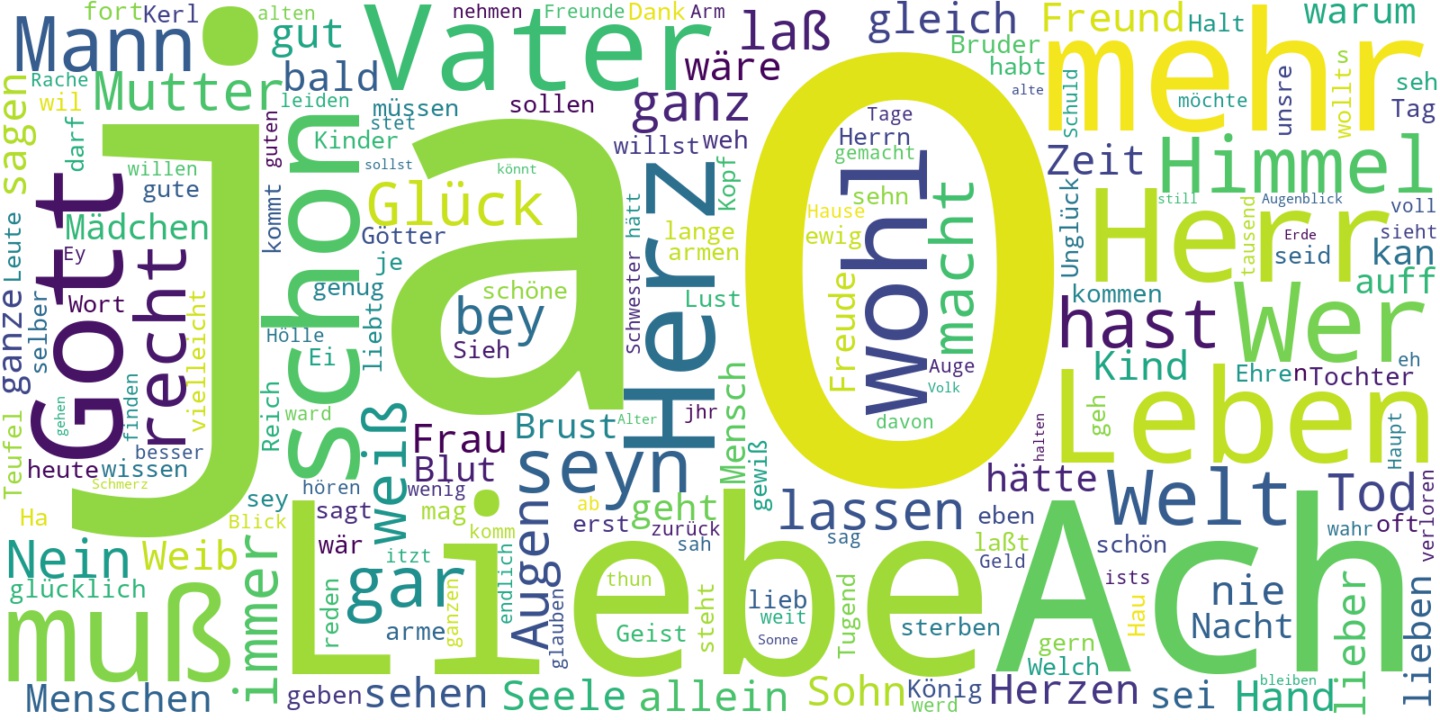 fort
Kerl
alten
nehmen
Freunde
Dank
Arm
gleich
Freund
Halt
warum
Mann
gut
Vater
laß
Bruder
mehr
Rache
Mutter
bald
wäre
habt
s
seh
wil
leiden
müssen
sollen
ganz
alte
schuld
möchte
unsre
wollt
Tag
sagen
darf
ja
guten
stet
Kinder
Tage
Herrn
willst
weh
gemacht
Zeit
Himmel
willen
gute
schon
sollst
könnt
Kopf
sehn
O
still
Augenblick
voll
Gott
Mädchen
kommt
Glück
Herz
lange
armen
Hause
ewig
wohl
macht
Unglück
Herr
tausend
Erde
seid
sieht
kan
Leute
Ey
recht
Götter
je
hätt
Schwester
auff
ganze
selber
Wort
vielleicht
genug
liebto
bey
schöne
Sieh
Lust
Freude
kommen
hast
Wer
Hölle
Ei
Auge
Volk
Kind
Ehren
Tochter
eh
Teufel
gehen
finden
besser
Reich
ward
Frau
Brust
Alter
jhr
Mensch
davon
halten
geh
Leben
Haupt
heute
wissen
Schmerz
hören
weiß
Blut
wenig
seyn
gewiß
hätte
Welt
Tod
Ha
sey
Blick
sagt
mag
komm
ab
erst
geht
zurück
lassen
sag
eben
laßt
Geld
schön
wahr
oft
verloren
Nein
Weib
wär
itzt
endlich
Augen
sah
ists
glücklich
immer
Liebe
gar
thun
lieb
weit
Sonne
Tugend
Ach
Hau
nie
Nacht
muß
reden
arme
ganzen
glauben
Geist
steht
sterben
gern
Welch
lieber
lieben
Menschen
geben
sehen
Seele
allein
Sohn
König
werd
Herzen
sei
Hand
bleiben